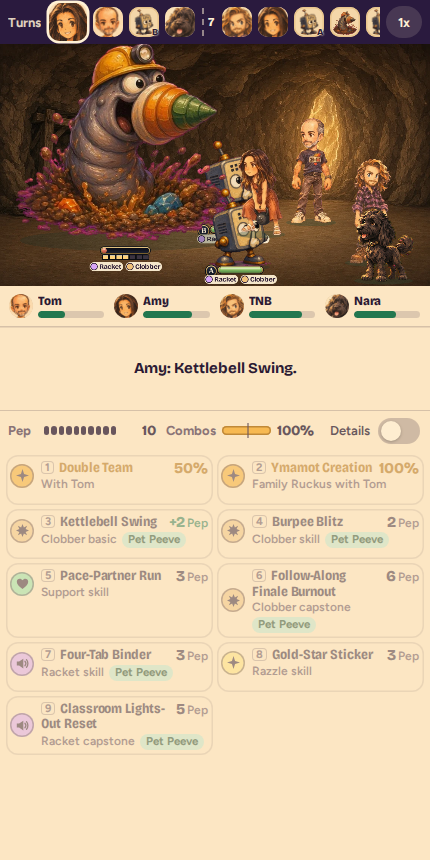 Turns
B
7
A
1x
B
Ra
Racket Clobber
A
Racket Clobber
Tom
Amy
TNB
Nara
Amy: Kettlebell Swing.
Pep 10 Combos 100% Details
1 Double Team 50%
With Tom
2 Ymamot Creation 100%
Family Ruckus with Tom
3 Kettlebell Swing +2 Pep
Clobber basic Pet Peeve
4 Burpee Blitz 2 Pep
Clobber skill Pet Peeve
5 Pace-Partner Run 3 Pep
Support skill
6 Follow-Along 6 Pep
Finale Burnout
Clobber capstone
Pet Peeve
7 Four-Tab Binder 3 Pep
Racket skill Pet Peeve
8 Gold-Star Sticker 3 Pep
Razzle skill
9 Classroom Lights- 5 Pep
Out Reset
Racket capstone Pet Peeve